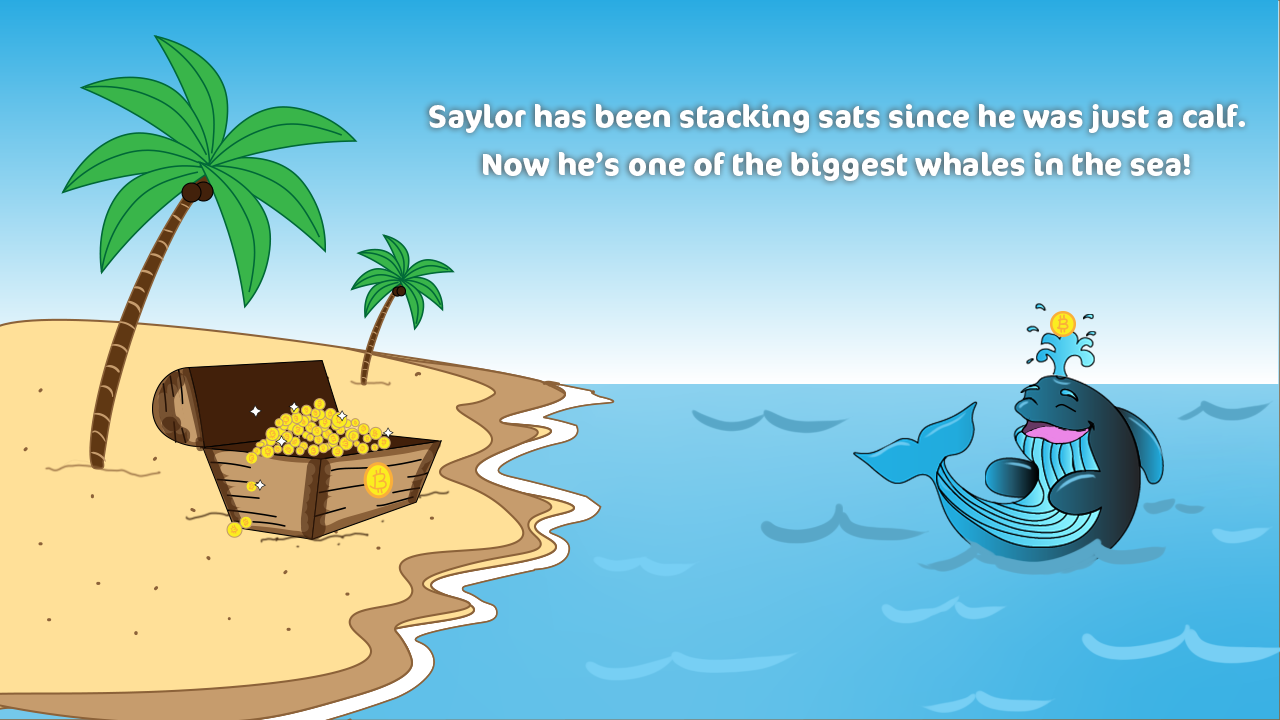 Saylor has been stacking sats since he was just a calf.
Now he’s one of the biggest whales in the sea!